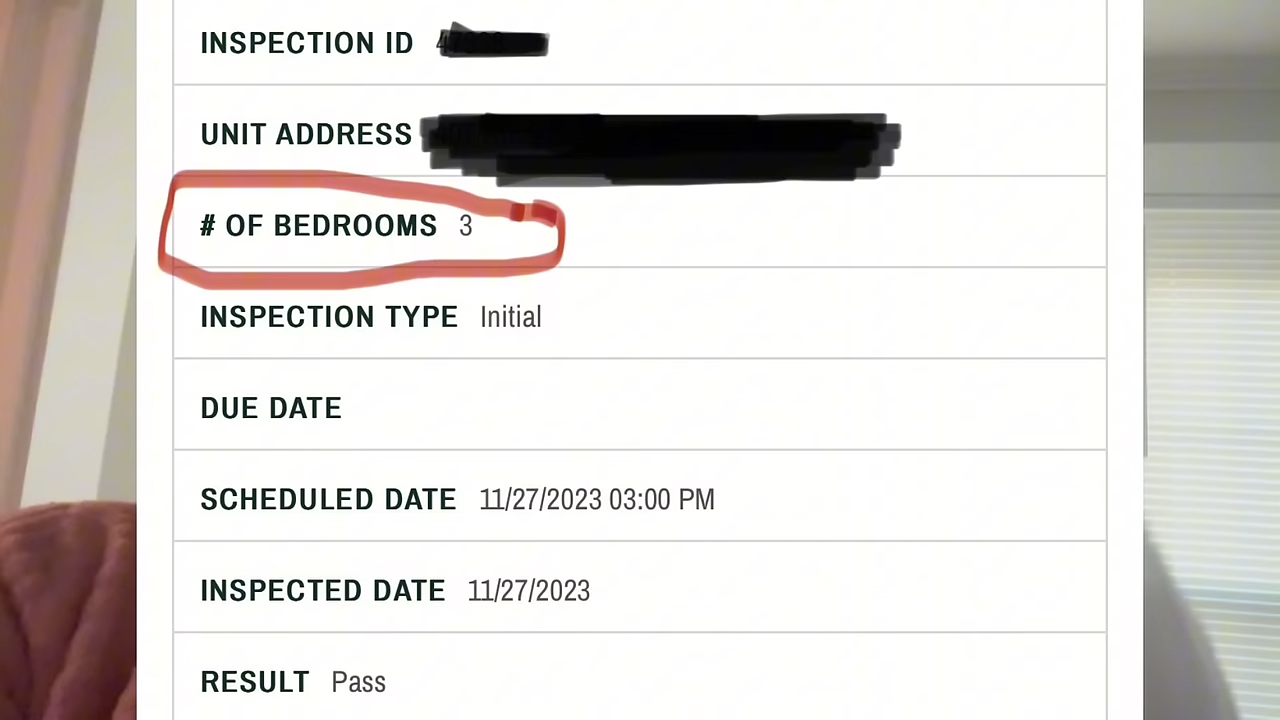 INSPECTION ID
UNIT ADDRESS
# OF BEDROOMS 3
INSPECTION TYPE Initial
DUE DATE
SCHEDULED DATE 11/27/2023 03:00 PM
INSPECTED DATE 11/27/2023
RESULT Pass